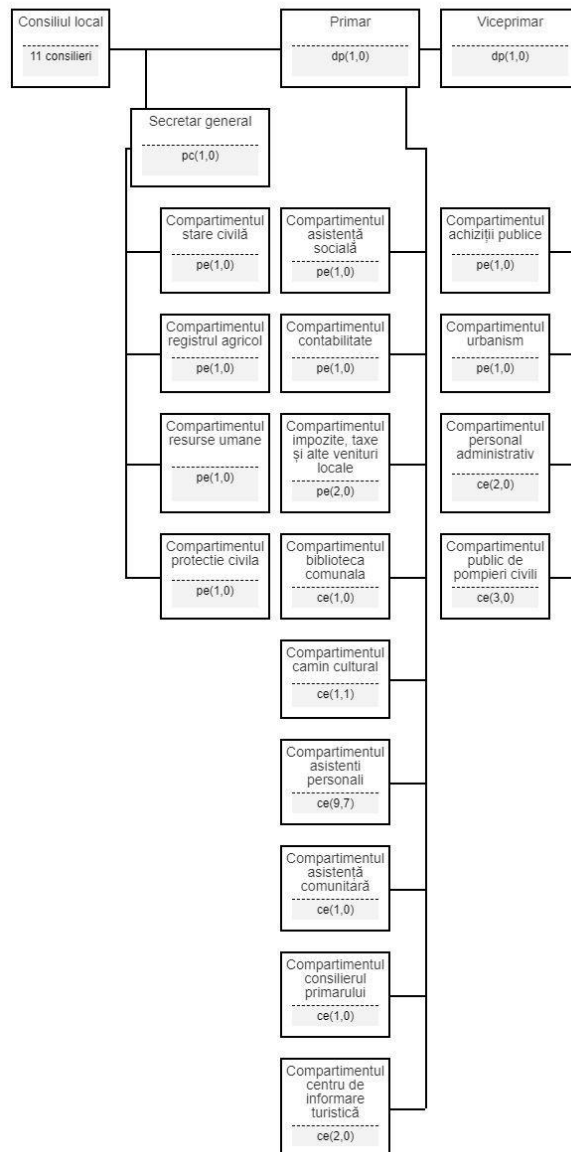 Consiliul local
11 consilieri
Primar
dp(1,0)
Viceprimar
dp(1,0)
Secretar general
pc(1,0)
Compartimentul
stare civilă
pe(1,0)
Compartimentul
asistență
socială
pe(1,0)
Compartimentul
achiziții publice
pe(1,0)
Compartimentul
registrul agricol
pe(1,0)
Compartimentul
contabilitate
pe(1,0)
Compartimentul
urbanism
pe(1,0)
Compartimentul
resurse umane
pe(1,0)
Compartimentul
impozite, taxe
și alte venituri
locale
pe(2,0)
Compartimentul
personal
administrativ
ce(2,0)
Compartimentul
protectie civila
pe(1,0)
Compartimentul
biblioteca
comunala
ce(1,0)
Compartimentul
public de
pompieri civili
ce(3,0)
Compartimentul
camin cultural
ce(1,1)
Compartimentul
asistenti
personali
ce(9,7)
Compartimentul
asistență
comunitară
ce(1,0)
Compartimentul
consilierul
primarului
ce(1,0)
Compartimentul
centru de
informare
turistică
ce(2,0)